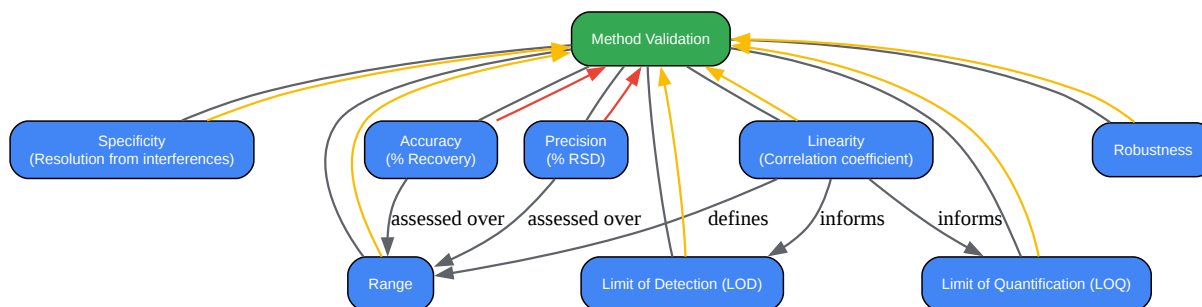 Method Validation
Specificity
(Resolution from interferences)
Accuracy
(% Recovery)
Precision
(% RSD)
Linearity
(Correlation coefficient)
Robustness
assessed over
assessed over
defines
informs
informs
Range
Limit of Detection (LOD)
Limit of Quantification (LOQ)